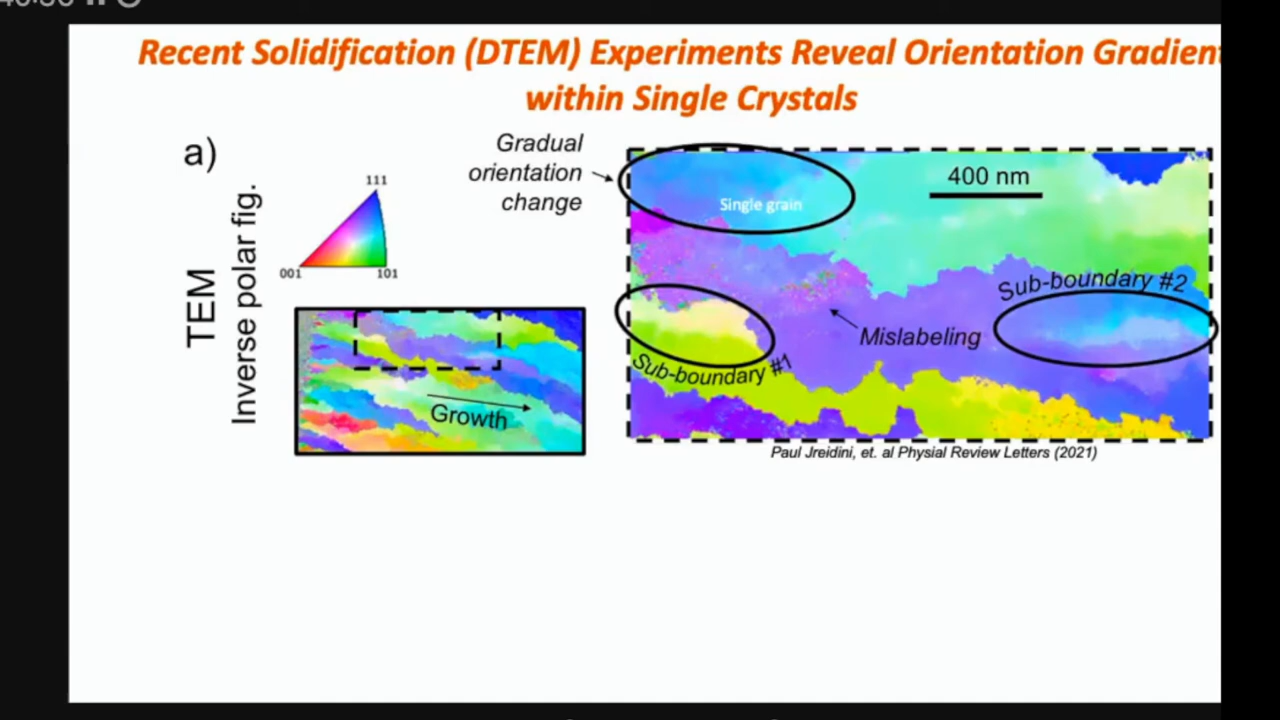 Recent Solidification (DTEM) Experiments Reveal Orientation Gradient
within Single Crystals
a)
TEM
Inverse polar fig.
111
001
101
Growth
Gradual
orientation
change
Single grain
400 nm
Sub-boundary #2
Mislabeling
Sub-boundary #1
Paul Jreidini, et. al Physial Review Letters (2021)